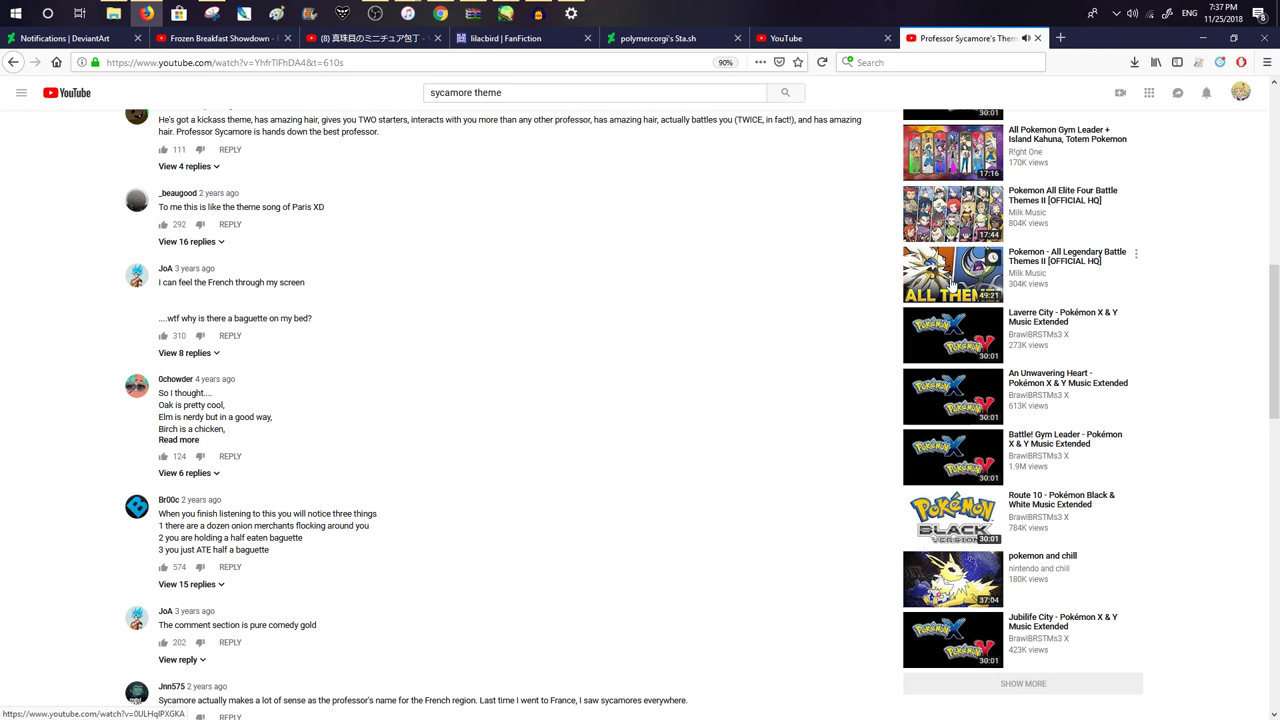 7:37 PM
11/25/2018
8
Notifications | DeviantArt
Frozen Breakfast Showdown -
YouTube
lilacbird | FanFiction
polymercorgi's Sta.sh
YouTube
Professor Sycamore's Them
https://www.youtube.com/watch?v=YhfrTlFhDA4&t=610s
90%
Search
YouTube
sycamore theme
He's got a kickass theme, has amazing hair, gives you TWO starters, interacts with you more than any other professor, has amazing hair, actually battles you (TWICE, in fact!), and has amazing
hair. Professor Sycamore is hands down the best professor.
111 REPLY
View 4 replies
_beaugood 2 years ago
To me this is like the theme song of Paris XD
292 REPLY
View 16 replies
JoA 3 years ago
I can feel the French through my screen
....wtf why is there a baguette on my bed?
310 REPLY
View 8 replies
0chowder 4 years ago
So I thought....
Oak is pretty cool,
Elm is nerdy but in a good way,
Birch is a chicken,
Read more
124 REPLY
View 6 replies
Br00c 2 years ago
When you finish listening to this you will notice three things
1 there are a dozen onion merchants flocking around you
2 you are holding a half eaten baguette
3 you just ATE half a baguette
574 REPLY
View 15 replies
JoA 3 years ago
The comment section is pure comedy gold
202 REPLY
View reply
Jnn575 2 years ago
Sycamore actually makes a lot of sense as the professor's name for the French region. Last time I went to France, I saw sycamores everywhere.
REPLY
https://www.youtube.com/watch?v=0ULHqIPXGKA
30:01
All Pokemon Gym Leader +
Island Kahuna, Totem Pokemon
R!ght One
170K views
17:16
Pokemon All Elite Four Battle
Themes II [OFFICIAL HQ]
Milk Music
804K views
17:44
Pokemon - All Legendary Battle
Themes II [OFFICIAL HQ]
Milk Music
304K views
49:21
Laverre City - Pokémon X & Y
Music Extended
BrawlBRSTMs3 X
273K views
30:01
An Unwavering Heart -
Pokémon X & Y Music Extended
BrawlBRSTMs3 X
613K views
30:01
Battle! Gym Leader - Pokémon
X & Y Music Extended
BrawlBRSTMs3 X
1.9M views
30:01
Route 10 - Pokémon Black &
White Music Extended
BrawlBRSTMs3 X
784K views
30:01
pokemon and chill
nintendo and chill
180K views
37:04
Jubilife City - Pokémon X & Y
Music Extended
BrawlBRSTMs3 X
423K views
30:01
SHOW MORE